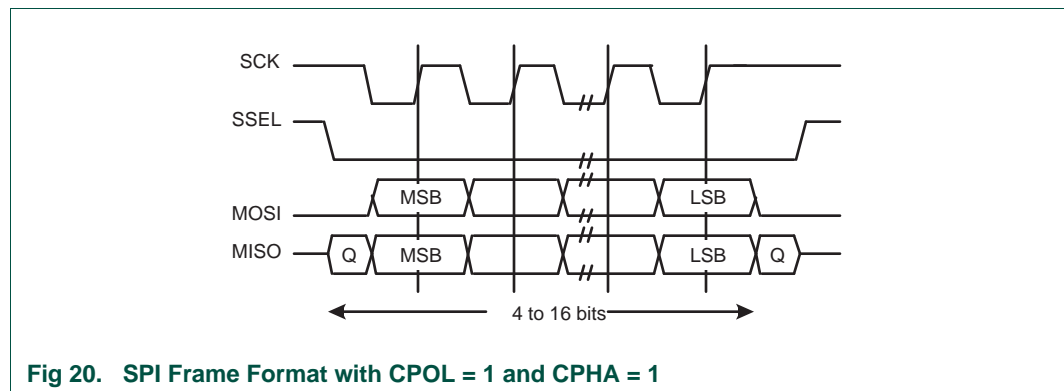 SCK
SSEL
MOSI
MSB
LSB
MISO
Q
MSB
LSB
Q
4 to 16 bits
Fig 20. SPI Frame Format with CPOL = 1 and CPHA = 1